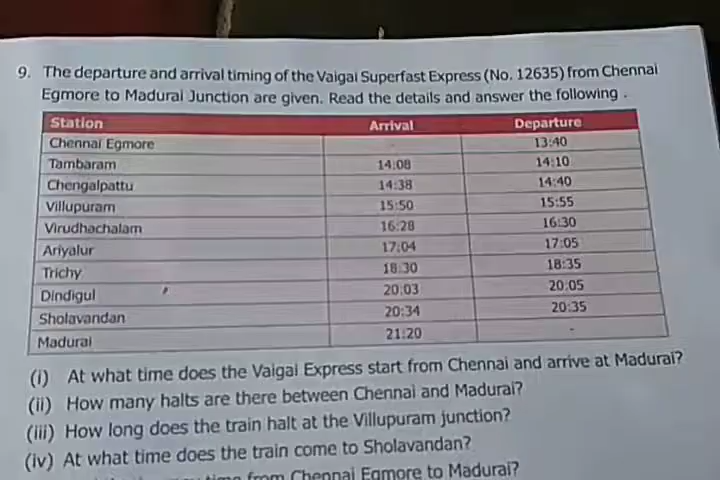 9. The departure and arrival timing of the Vaigai Superfast Express (No. 12635) from Chennai
Egmore to Madurai Junction are given. Read the details and answer the following .
Station Arrival Departure
Chennai Egmore - 13:40
Tambaram 14:08 14:10
Chengalpattu 14:38 14:40
Villupuram 15:50 15:55
Virudhachalam 16:28 16:30
Ariyalur 17:04 17:05
Trichy 18:30 18:35
Dindigul 20:03 20:05
Sholavandan 20:34 20:35
Madurai 21:20 -
(i) At what time does the Vaigai Express start from Chennai and arrive at Madurai?
(ii) How many halts are there between Chennai and Madurai?
(iii) How long does the train halt at the Villupuram junction?
(iv) At what time does the train come to Sholavandan?
time from Chennai Egmore to Madurai?